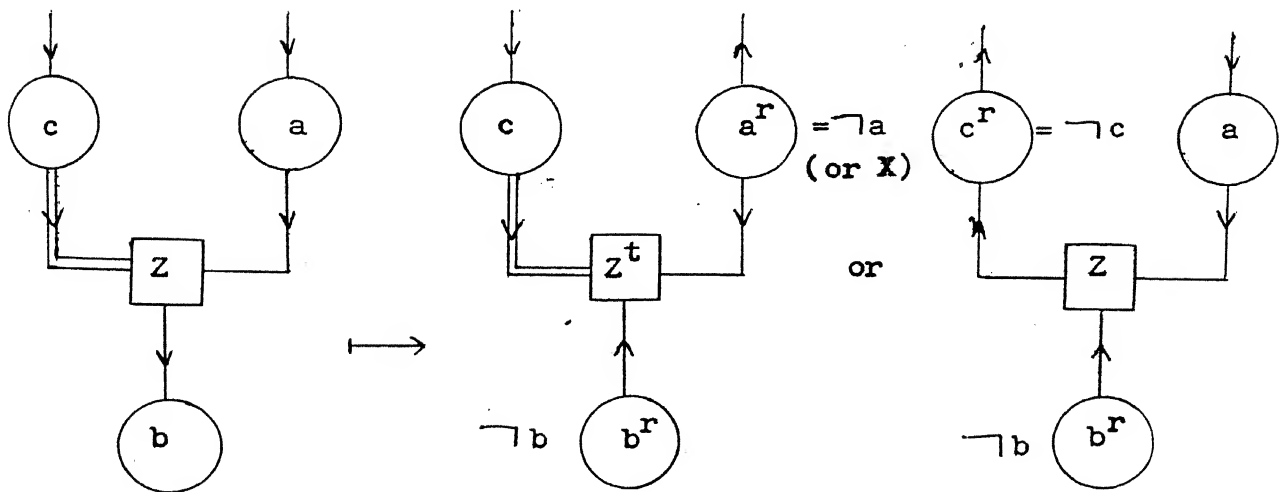 c a c a^r =¬a c^r = ¬c a
(or X)
Z Z^t or Z
b ¬b b^r ¬b b^r